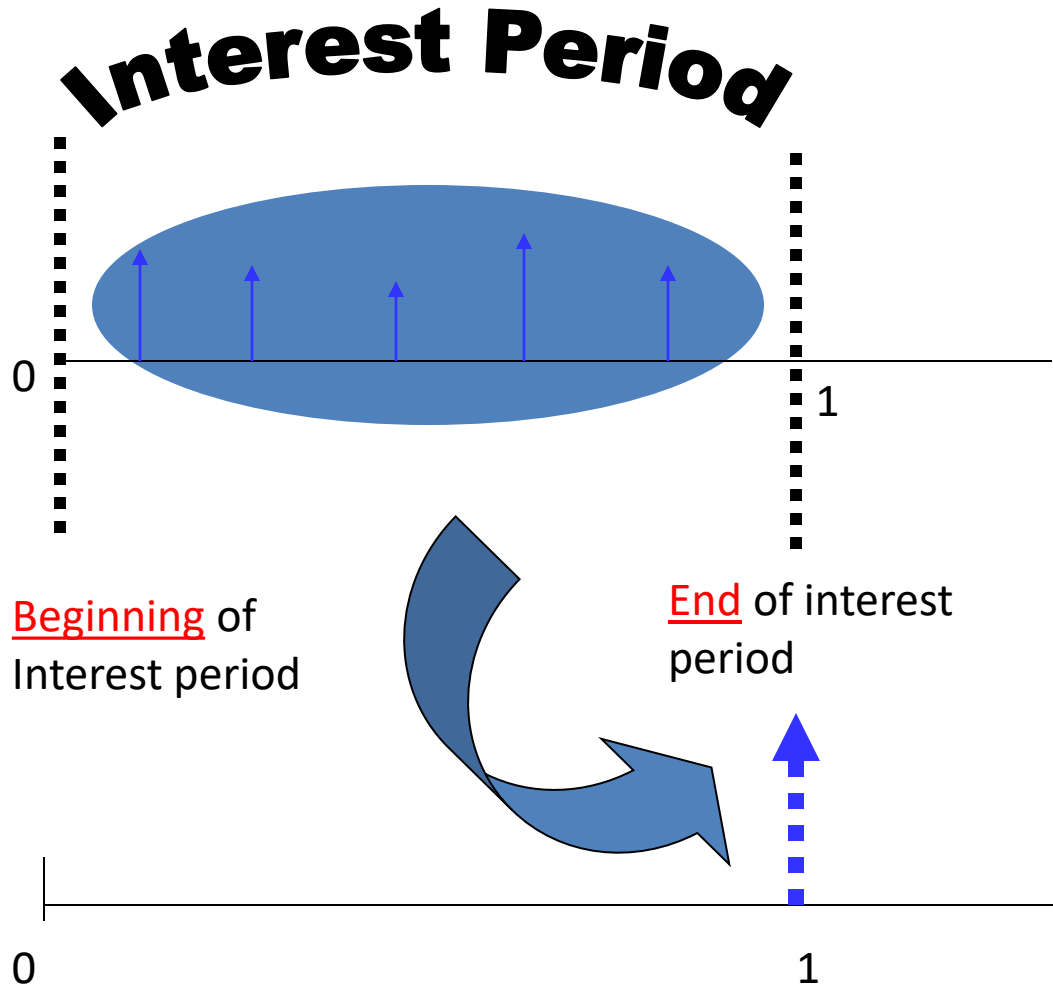 Interest Period
0
1
Beginning of
Interest period
End of interest
period
0
1